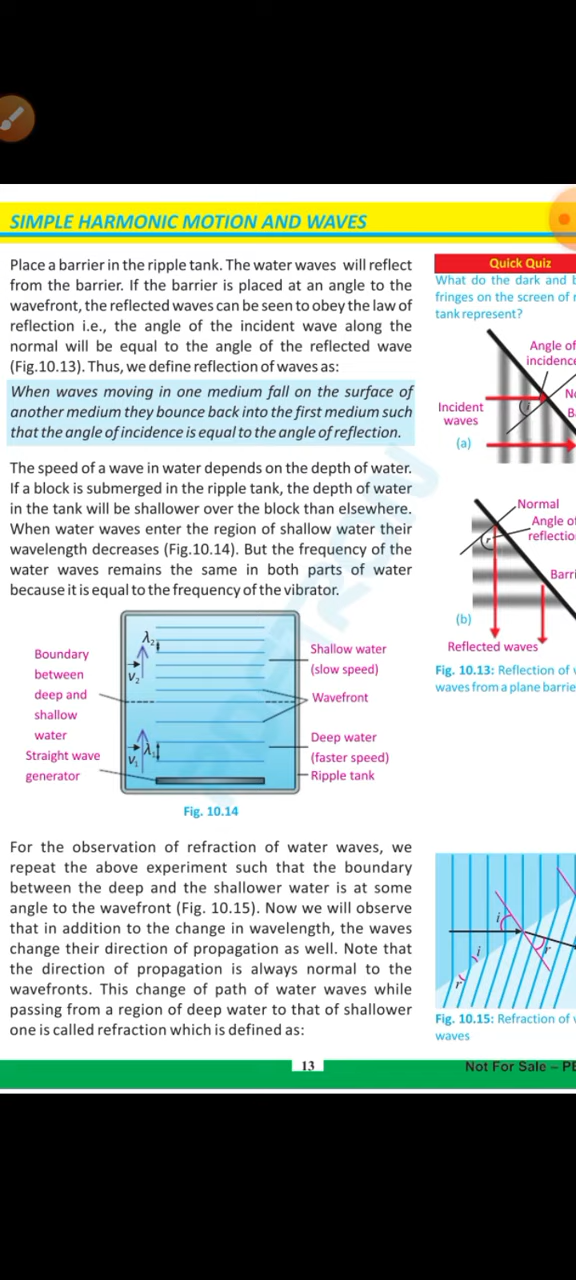 SIMPLE HARMONIC MOTION AND WAVES
Place a barrier in the ripple tank. The water waves will reflect
from the barrier. If the barrier is placed at an angle to the
wavefront, the reflected waves can be seen to obey the law of
reflection i.e., the angle of the incident wave along the
normal will be equal to the angle of the reflected wave
(Fig.10.13). Thus, we define reflection of waves as:
When waves moving in one medium fall on the surface of
another medium they bounce back into the first medium such
that the angle of incidence is equal to the angle of reflection.
The speed of a wave in water depends on the depth of water.
If a block is submerged in the ripple tank, the depth of water
in the tank will be shallower over the block than elsewhere.
When water waves enter the region of shallow water their
wavelength decreases (Fig.10.14). But the frequency of the
water waves remains the same in both parts of water
because it is equal to the frequency of the vibrator.
Boundary
between
deep and
shallow
water
Straight wave
generator
λ₂
v₂
λ₁
v₁
Shallow water
(slow speed)
Wavefront
Deep water
(faster speed)
Ripple tank
Fig. 10.14
For the observation of refraction of water waves, we
repeat the above experiment such that the boundary
between the deep and the shallower water is at some
angle to the wavefront (Fig. 10.15). Now we will observe
that in addition to the change in wavelength, the waves
change their direction of propagation as well. Note that
the direction of propagation is always normal to the
wavefronts. This change of path of water waves while
passing from a region of deep water to that of shallower
one is called refraction which is defined as:
Quick Quiz
What do the dark and
fringes on the screen of
tank represent?
Angle of
incidence
Incident
waves
i
(a)
Normal
Angle of
r
(b)
Reflected waves
Fig. 10.13: Reflection of
waves from a plane
i
r
i
r
Fig. 10.15: Refraction of
waves
13
Not For Sale –